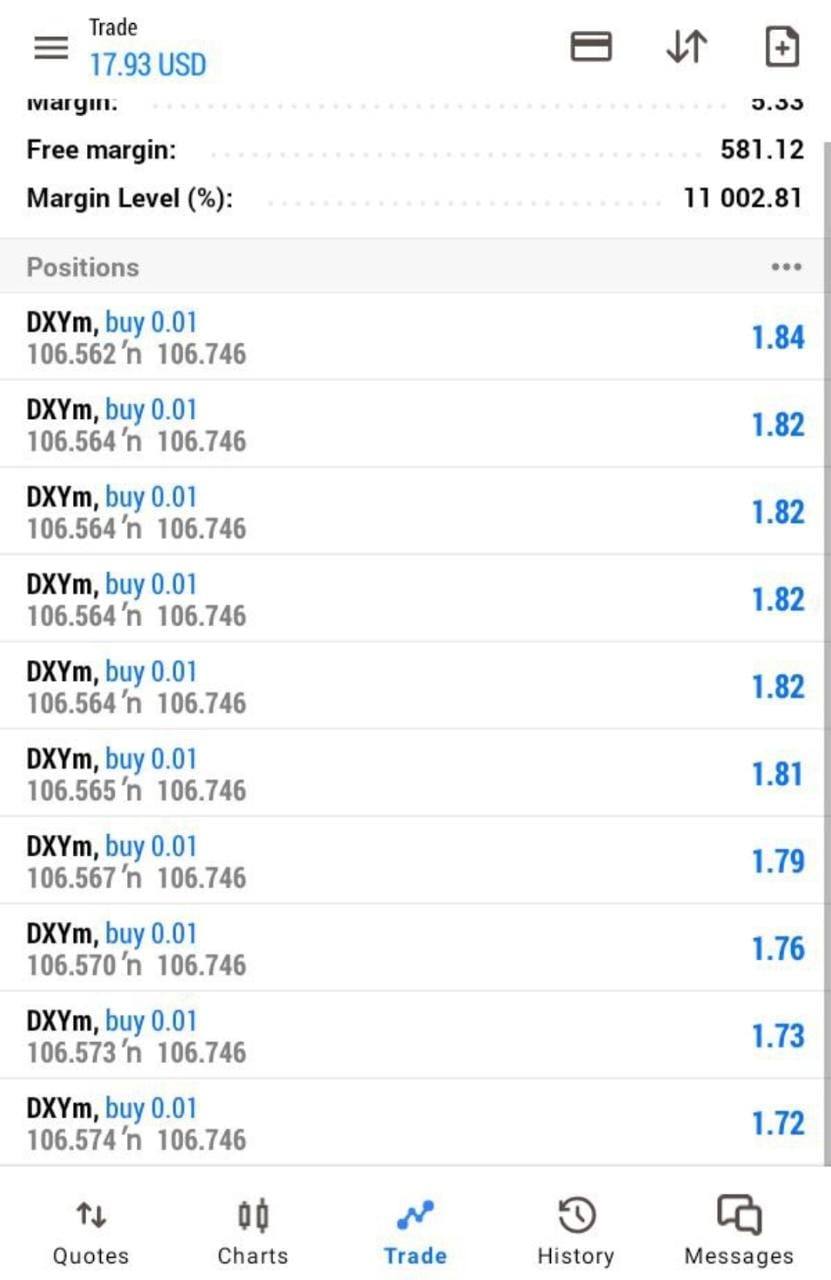 Trade
17.93 USD
Margin: 5.33
Free margin: 581.12
Margin Level (%): 11 002.81
Positions
DXYm, buy 0.01
106.562 ’n 106.746
1.84
DXYm, buy 0.01
106.564 ’n 106.746
1.82
DXYm, buy 0.01
106.564 ’n 106.746
1.82
DXYm, buy 0.01
106.564 ’n 106.746
1.82
DXYm, buy 0.01
106.564 ’n 106.746
1.82
DXYm, buy 0.01
106.565 ’n 106.746
1.81
DXYm, buy 0.01
106.567 ’n 106.746
1.79
DXYm, buy 0.01
106.570 ’n 106.746
1.76
DXYm, buy 0.01
106.573 ’n 106.746
1.73
DXYm, buy 0.01
106.574 ’n 106.746
1.72
Quotes Charts Trade History Messages